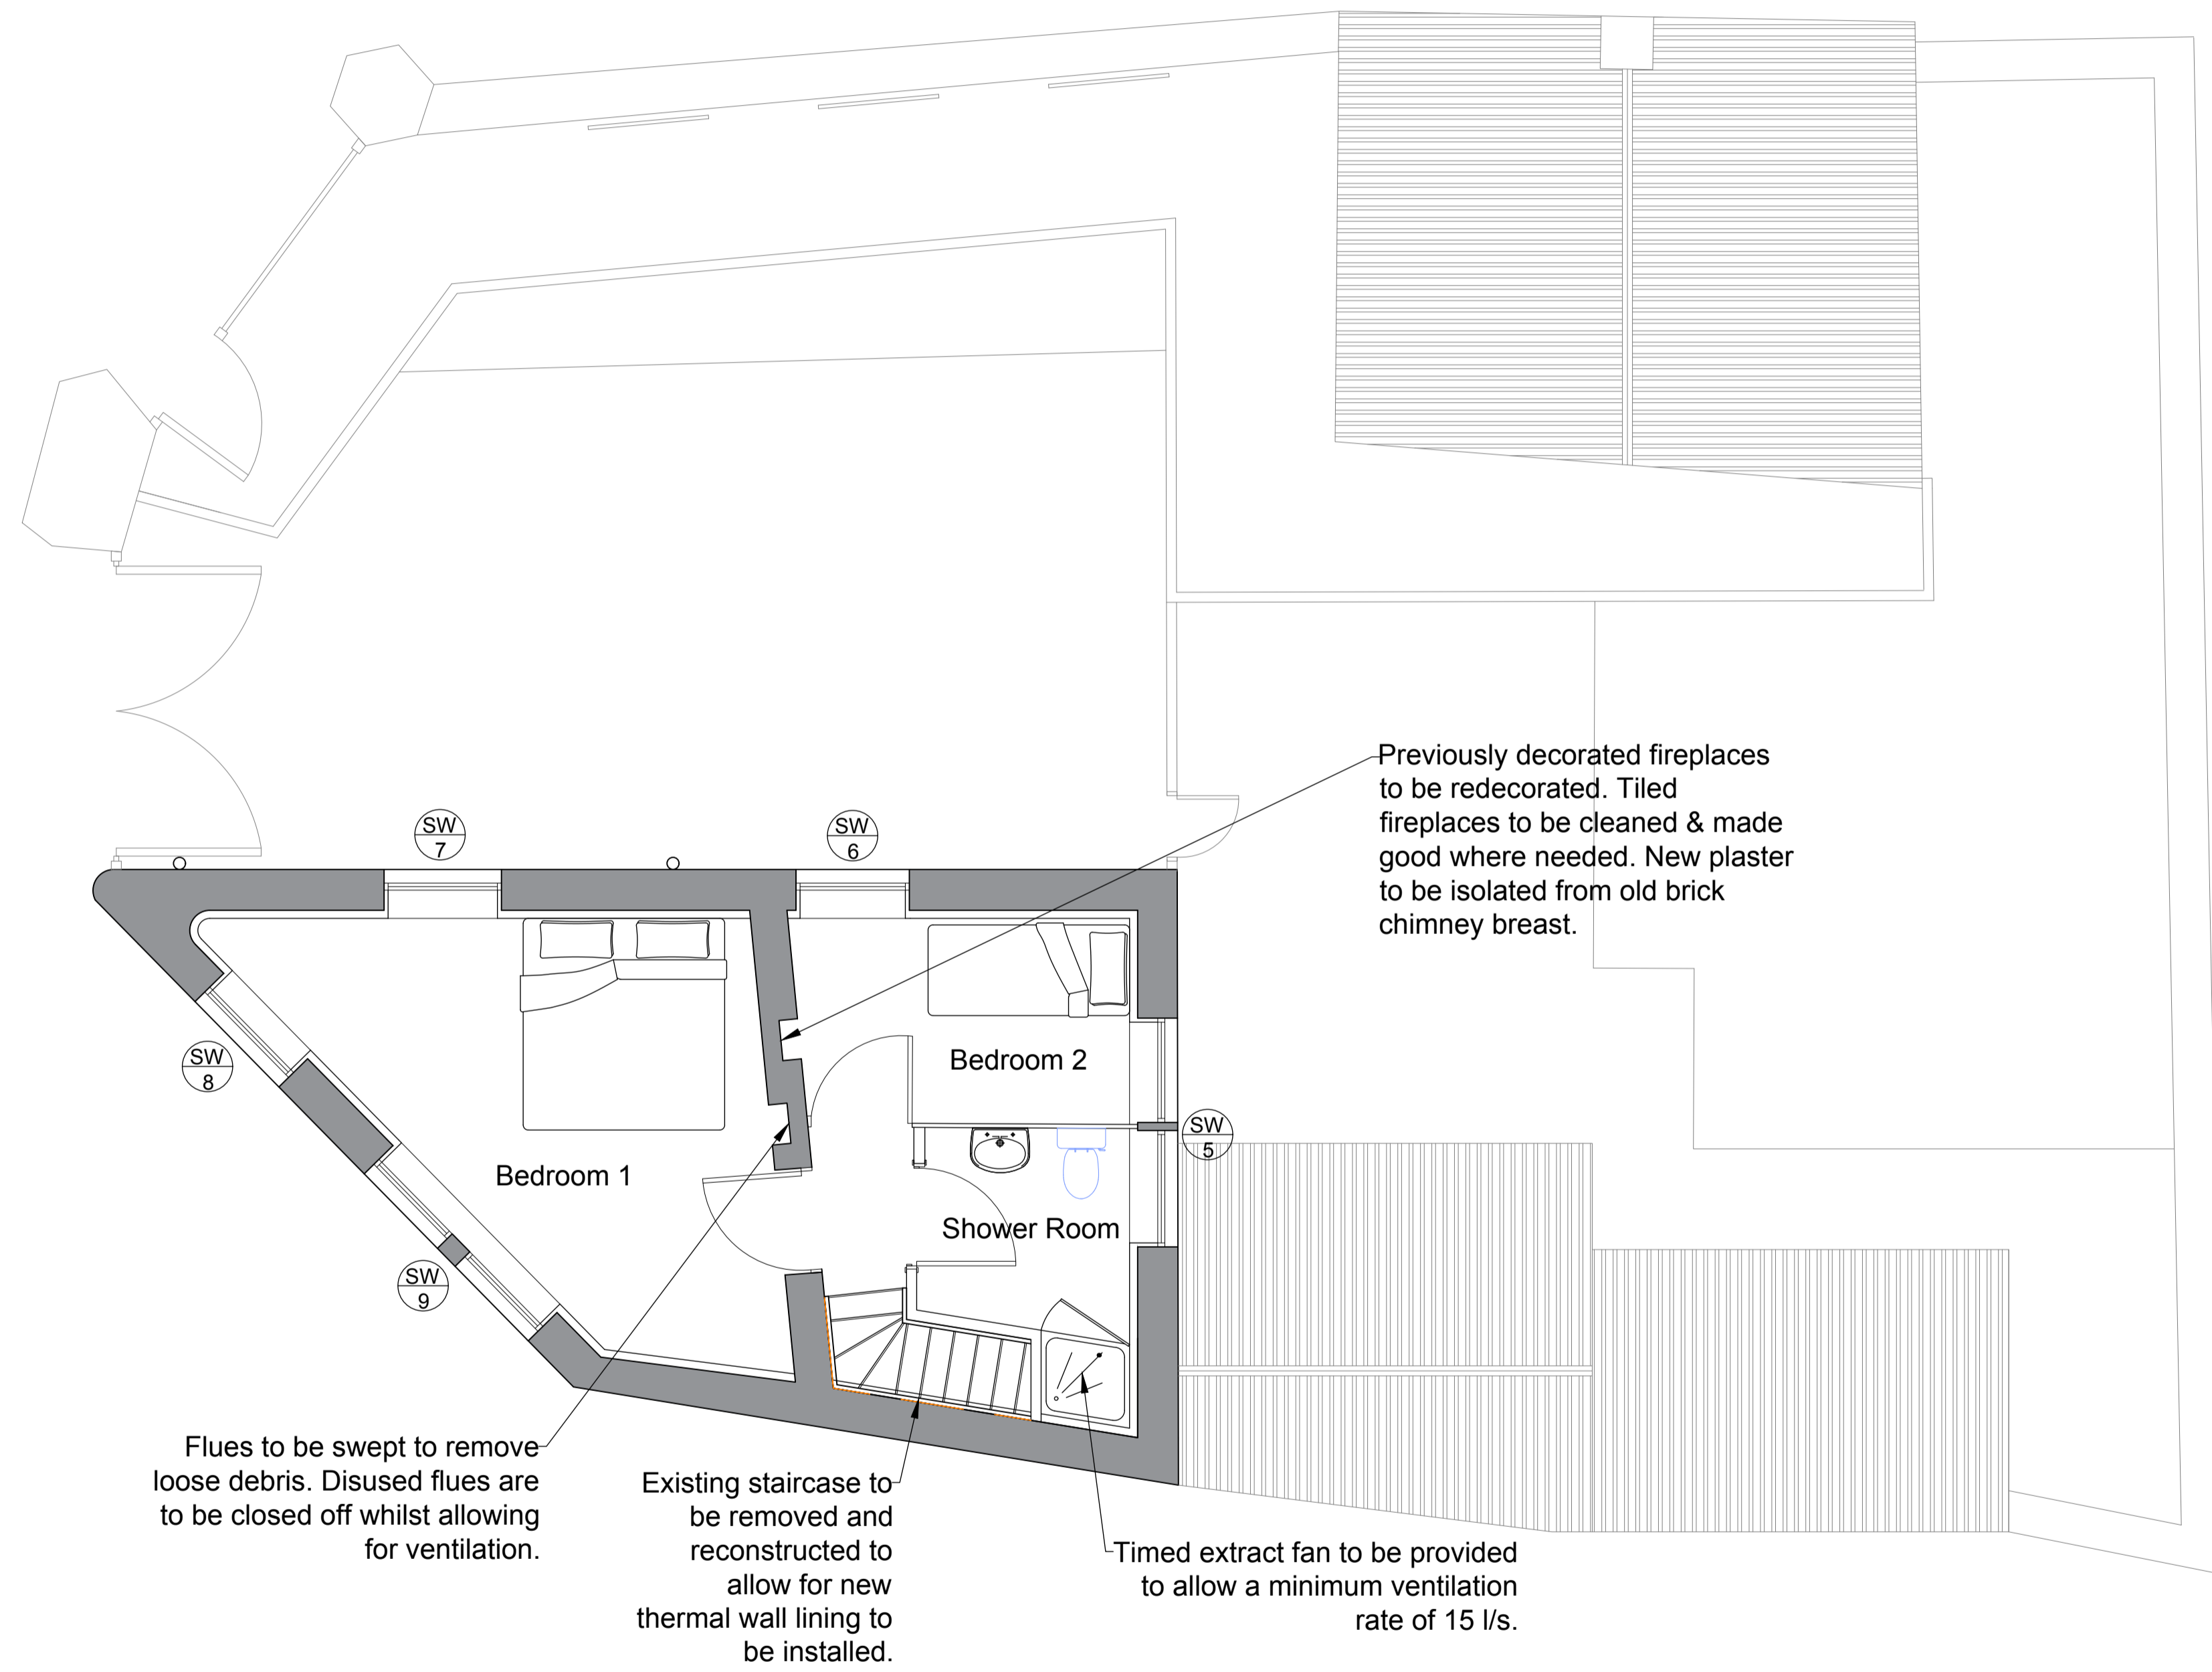 Previously decorated fireplaces
to be redecorated. Tiled
fireplaces to be cleaned & made
good where needed. New plaster
to be isolated from old brick
chimney breast.
SW
7
SW
6
SW
8
Bedroom 2
SW
5
Bedroom 1
Shower Room
SW
9
Flues to be swept to remove
loose debris. Disused flues are
to be closed off whilst allowing
for ventilation.
Existing staircase to
be removed and
reconstructed to
allow for new
thermal wall lining to
be installed.
Timed extract fan to be provided
to allow a minimum ventilation
rate of 15 l/s.